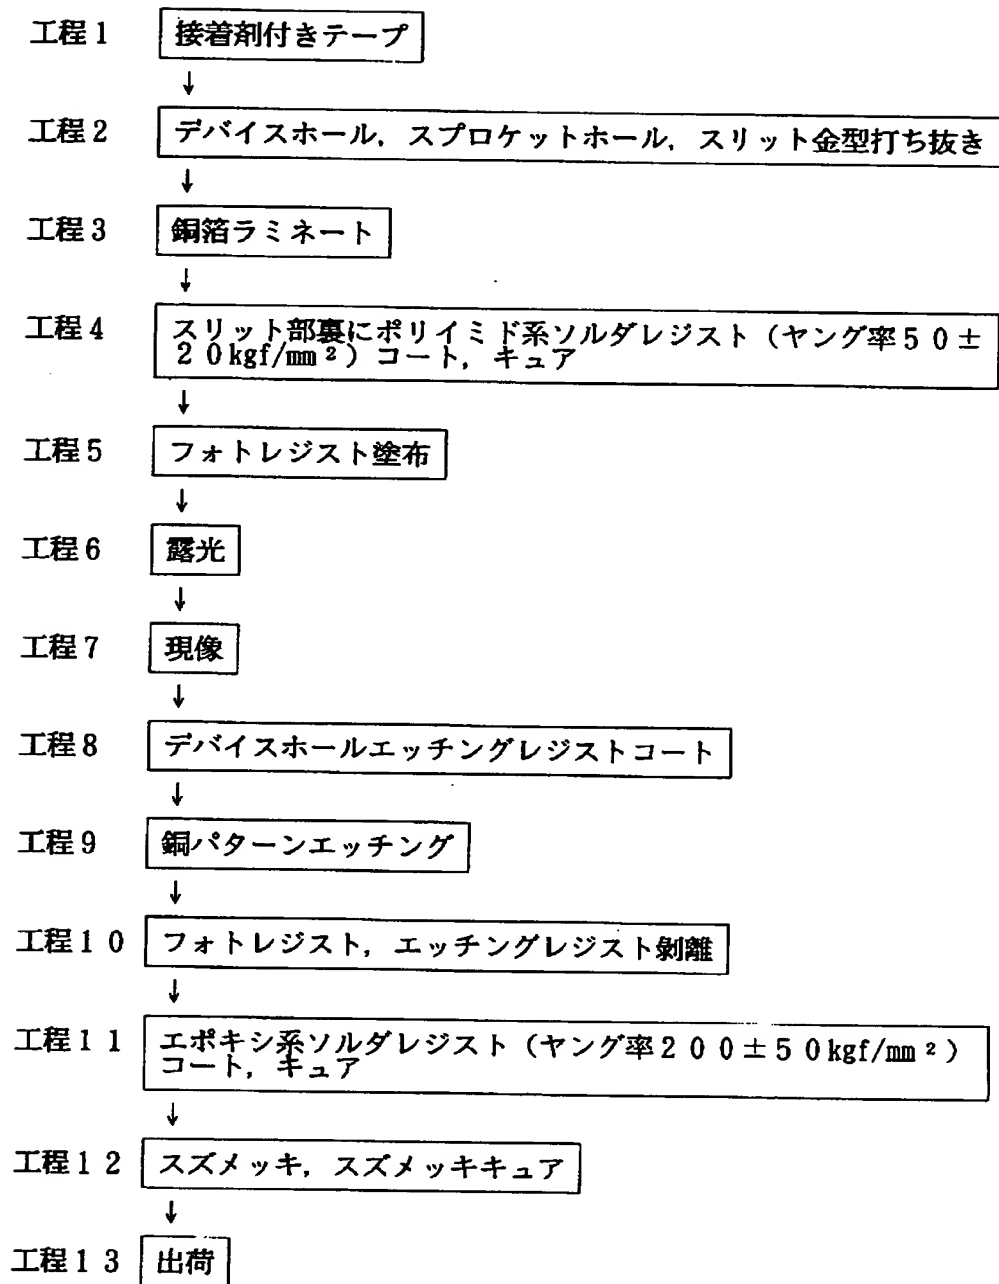 工程1 接着剤付きテープ
↓
工程2 デバイスホール，スプロケットホール，スリット金型打ち抜き
↓
工程3 銅箔ラミネート
↓
工程4 スリット部裏にポリイミド系ソルダレジスト（ヤング率50±
20kgf/mm²）コート，キュア
↓
工程5 フォトレジスト塗布
↓
工程6 露光
↓
工程7 現像
↓
工程8 デバイスホールエッチングレジストコート
↓
工程9 銅パターンエッチング
↓
工程10 フォトレジスト，エッチングレジスト剝離
↓
工程11 エポキシ系ソルダレジスト（ヤング率200±50kgf/mm²）
コート，キュア
↓
工程12 スズメッキ，スズメッキキュア
↓
工程13 出荷